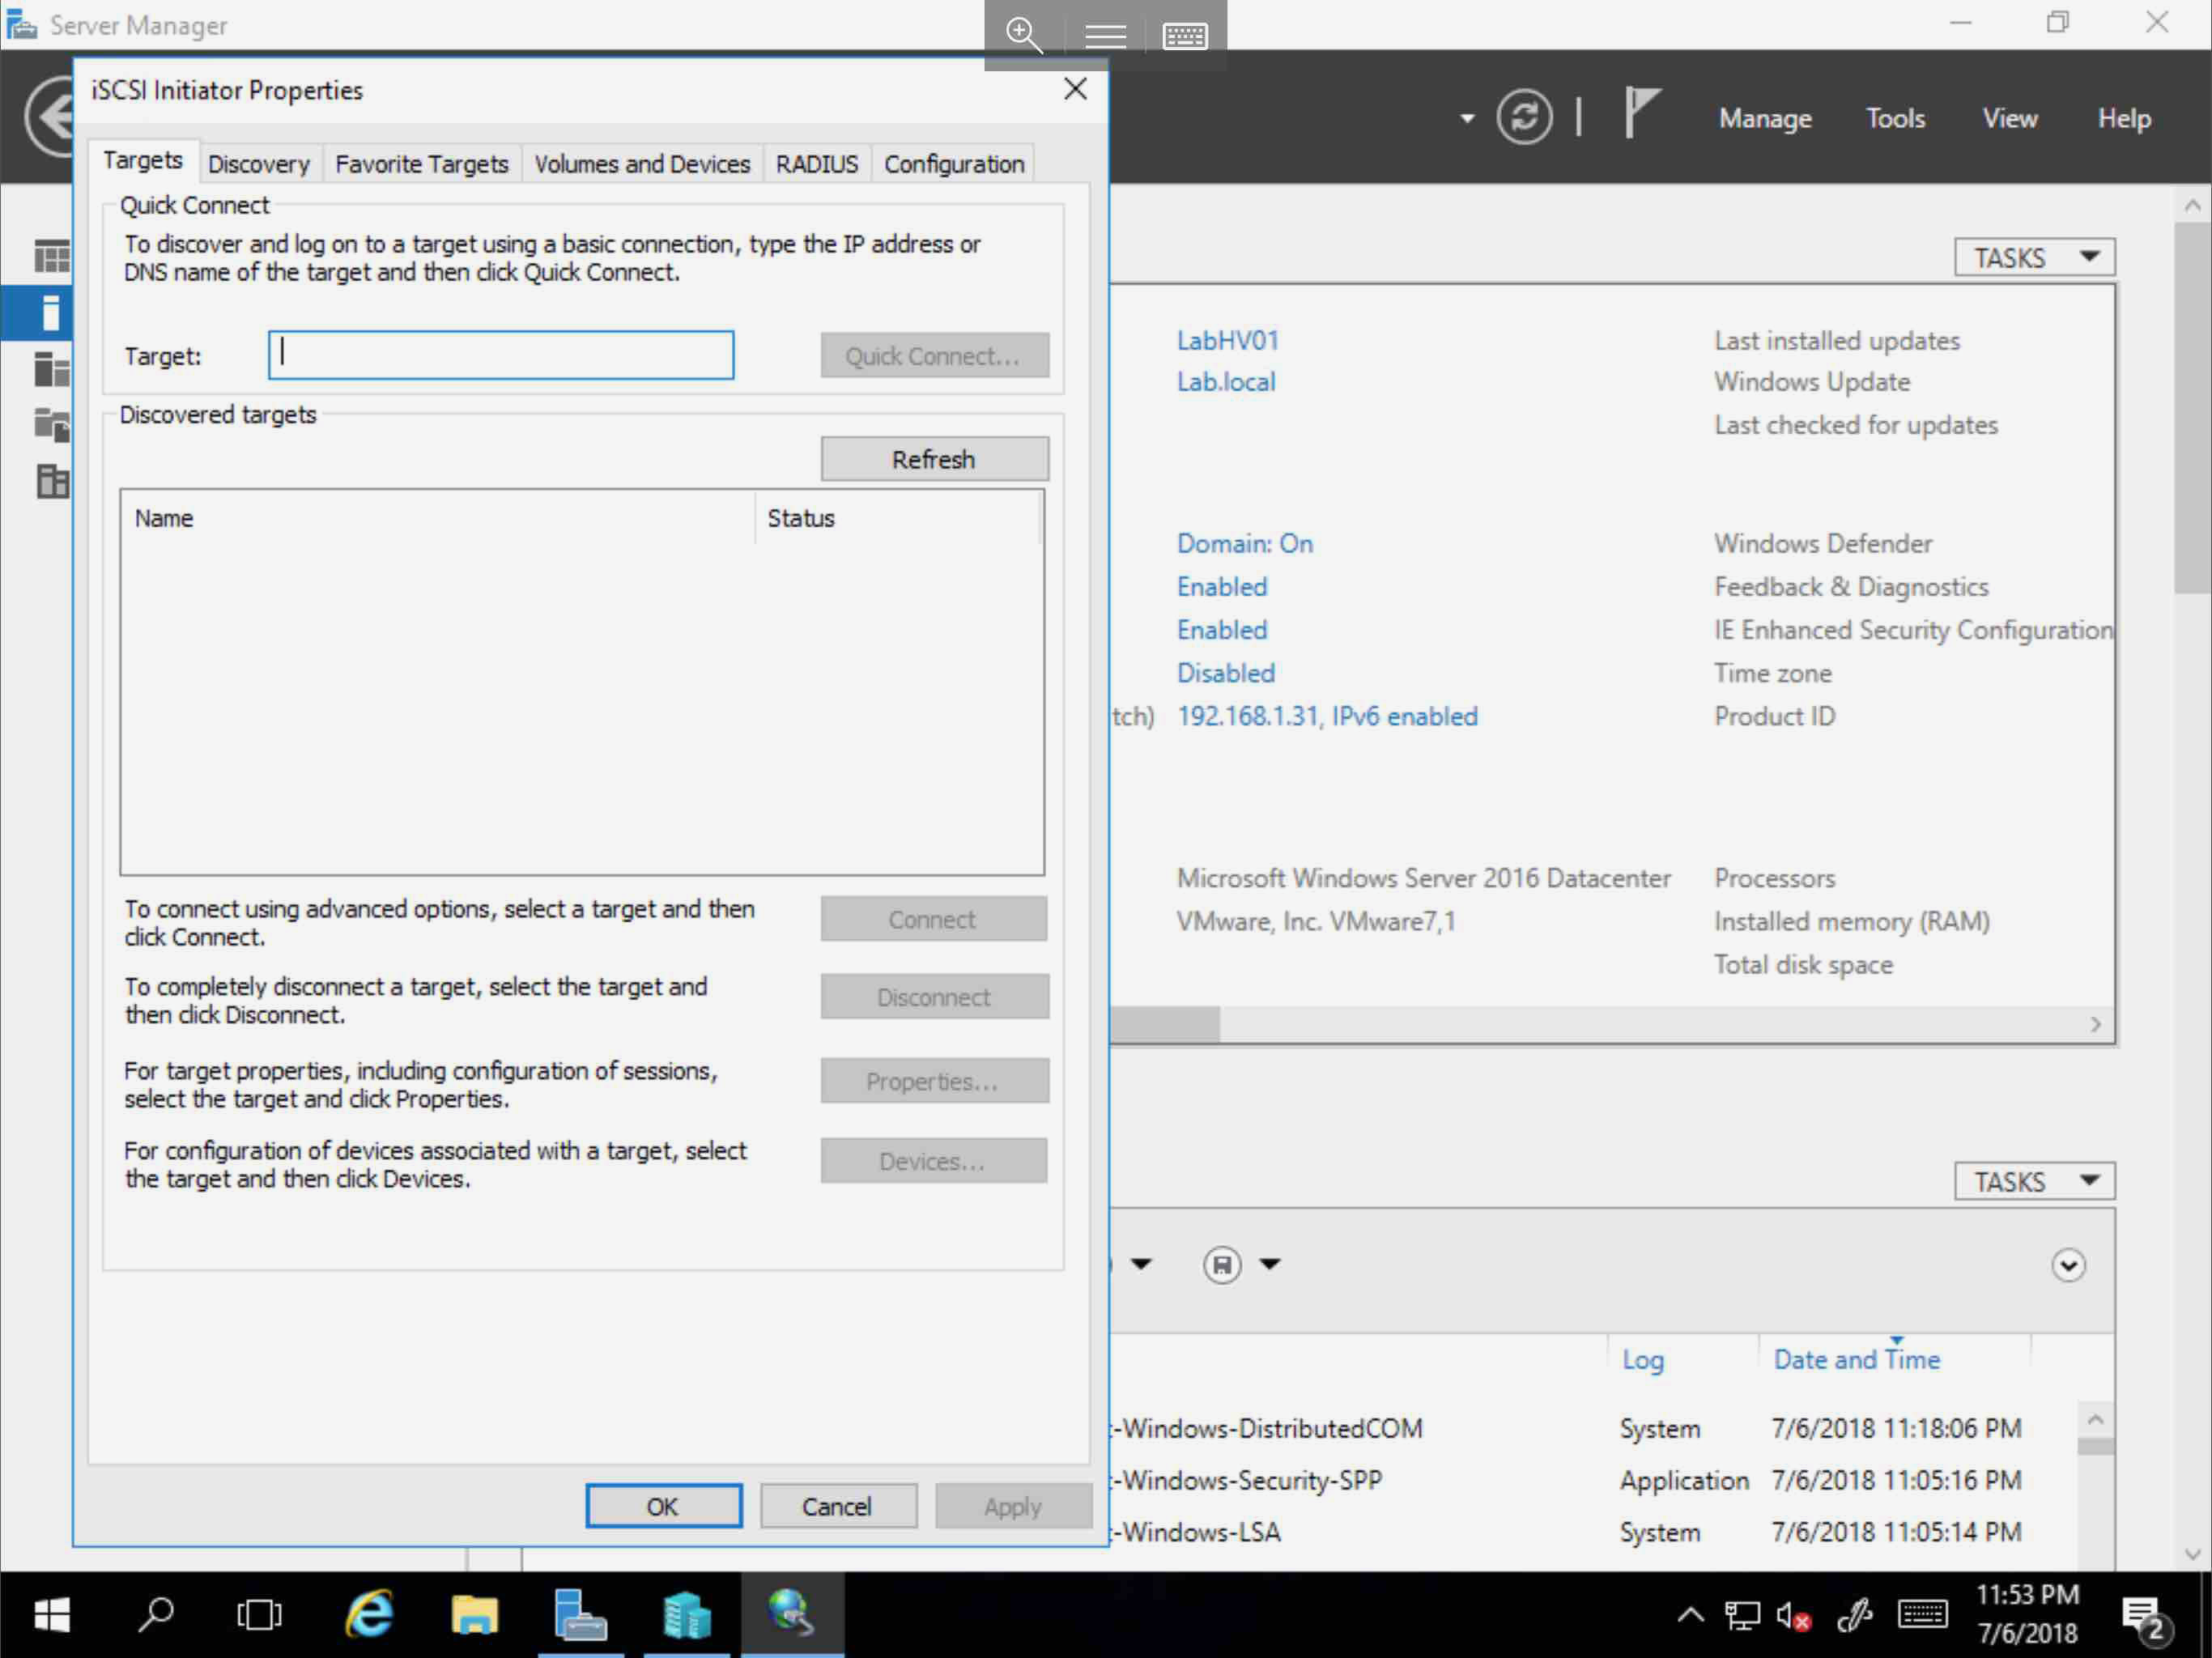 Server Manager
iSCSI Initiator Properties
Manage Tools View Help
Targets Discovery Favorite Targets Volumes and Devices RADIUS Configuration
Quick Connect
To discover and log on to a target using a basic connection, type the IP address or
DNS name of the target and then click Quick Connect.
Target:
Quick Connect...
Discovered targets
Refresh
Name Status
To connect using advanced options, select a target and then
click Connect.
Connect
To completely disconnect a target, select the target and
then click Disconnect.
Disconnect
For target properties, including configuration of sessions,
select the target and click Properties.
Properties...
For configuration of devices associated with a target, select
the target and then click Devices.
Devices...
OK Cancel Apply
TASKS
LabHV01 Last installed updates
Lab.local Windows Update
Last checked for updates
Domain: On Windows Defender
Enabled Feedback & Diagnostics
Enabled IE Enhanced Security Configuration
Disabled Time zone
tch) 192.168.1.31, IPv6 enabled Product ID
Microsoft Windows Server 2016 Datacenter Processors
VMware, Inc. VMware7,1 Installed memory (RAM)
Total disk space
TASKS
Log Date and Time
-Windows-DistributedCOM System 7/6/2018 11:18:06 PM
-Windows-Security-SPP Application 7/6/2018 11:05:16 PM
-Windows-LSA System 7/6/2018 11:05:14 PM
11:53 PM
7/6/2018
2